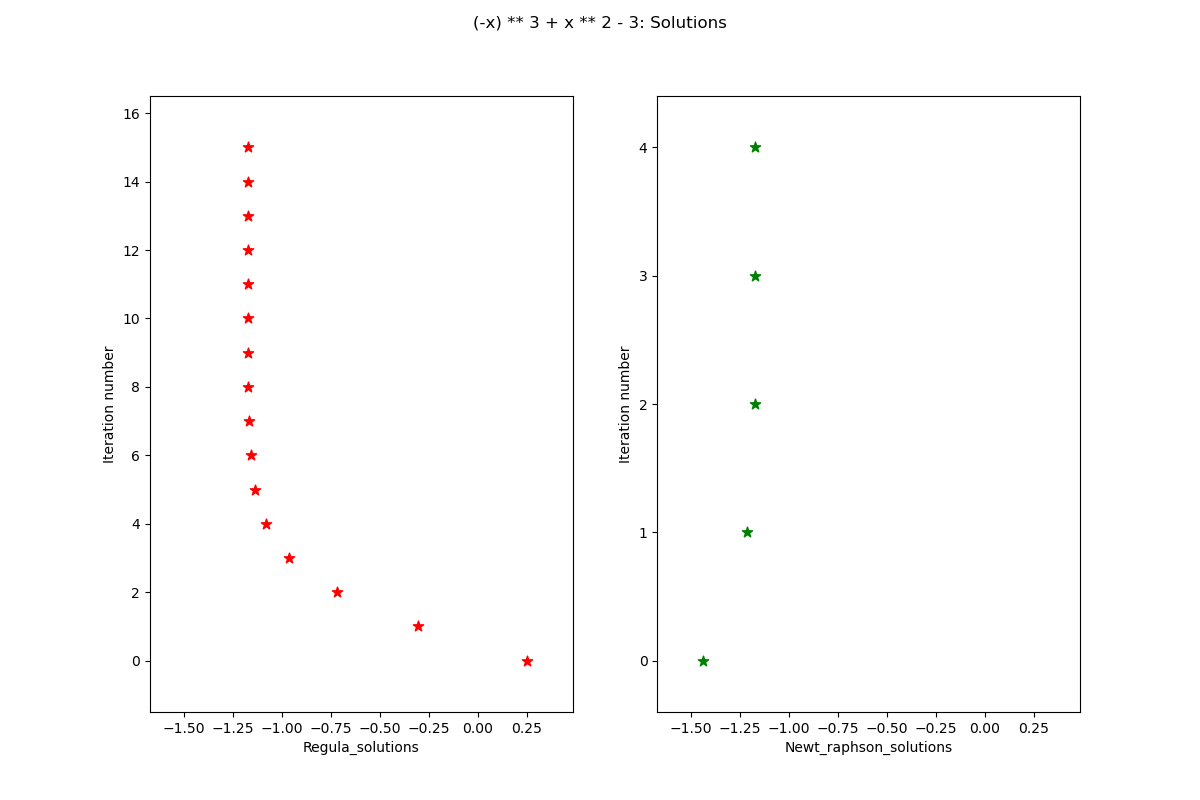 (-x) ** 3 + x ** 2 - 3: Solutions
16
14
12
10
8
6
4
2
0
Iteration number
−1.50 −1.25 −1.00 −0.75 −0.50 −0.25 0.00 0.25
Regula_solutions
4
3
2
1
0
Iteration number
−1.50 −1.25 −1.00 −0.75 −0.50 −0.25 0.00 0.25
Newt_raphson_solutions